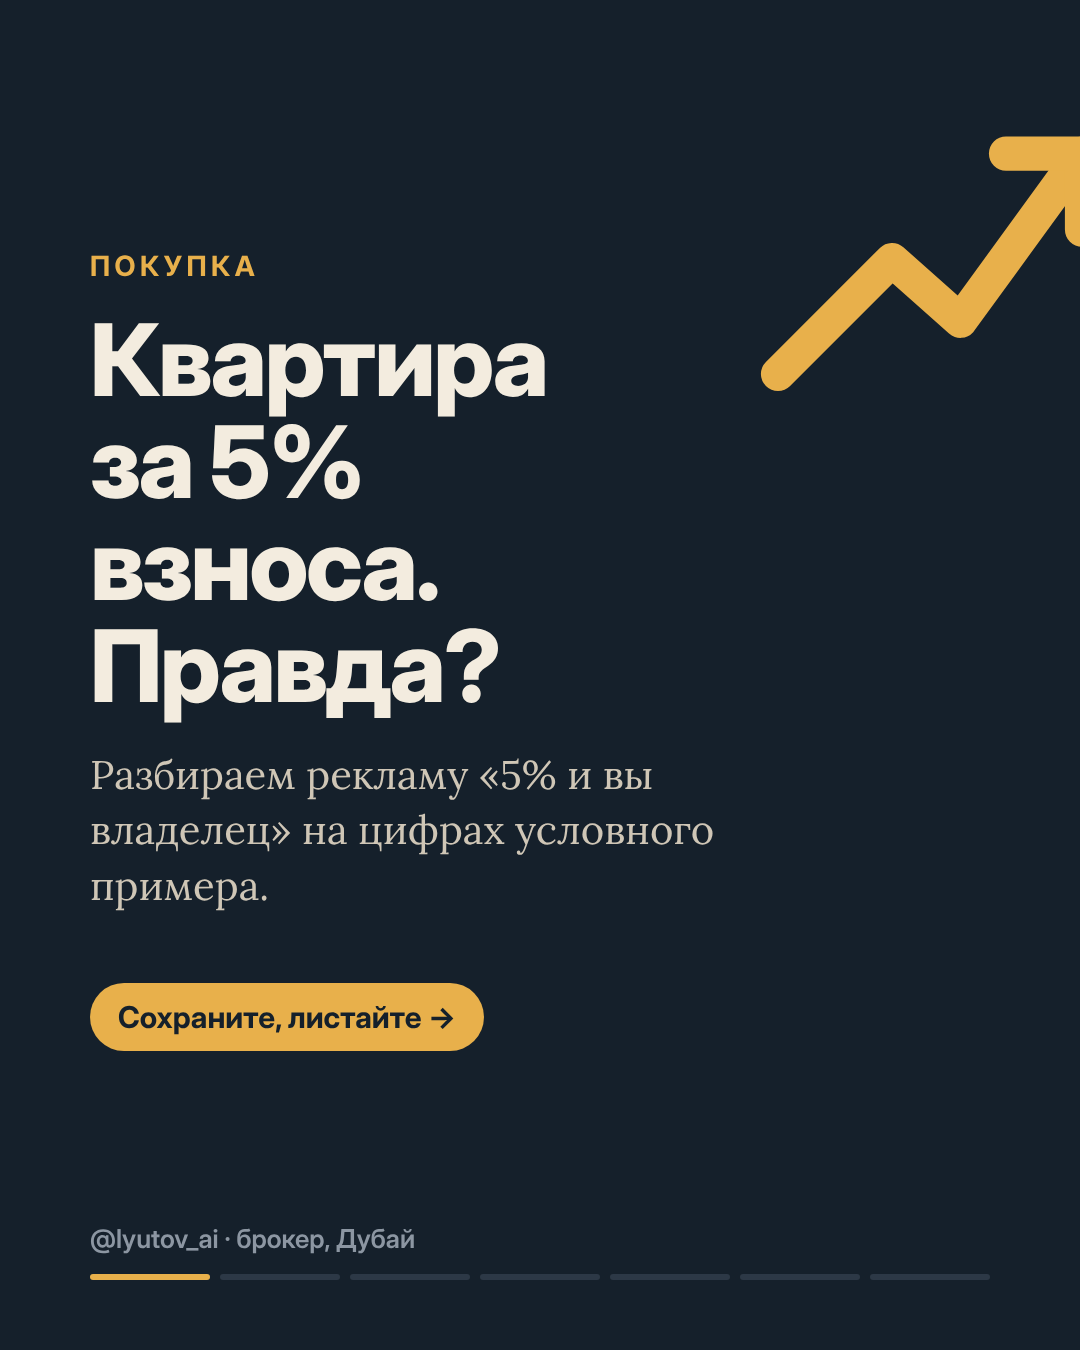 ПОКУПКА
Квартира
за 5%
взноса.
Правда?
Разбираем рекламу «5% и вы
владелец» на цифрах условного
примера.
Сохраните, листайте →
@lyutov_ai · брокер, Дубай